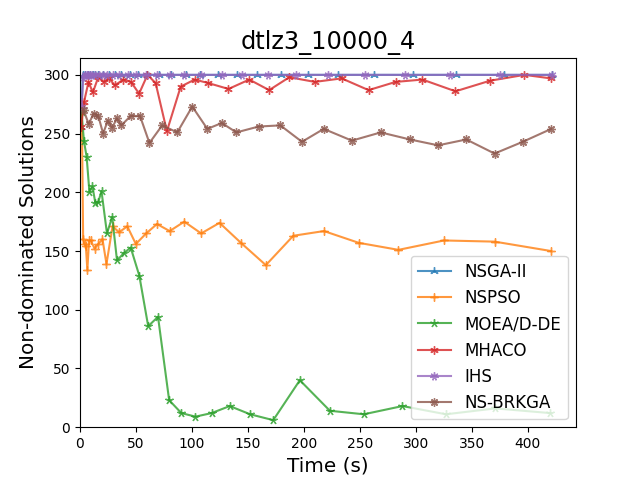 dtlz3_10000_4
Non-dominated Solutions
300
250
200
150
100
50
0
0 50 100 150 200 250 300 350 400
Time (s)
NSGA-II
NSPSO
MOEA/D-DE
MHACO
IHS
NS-BRKGA